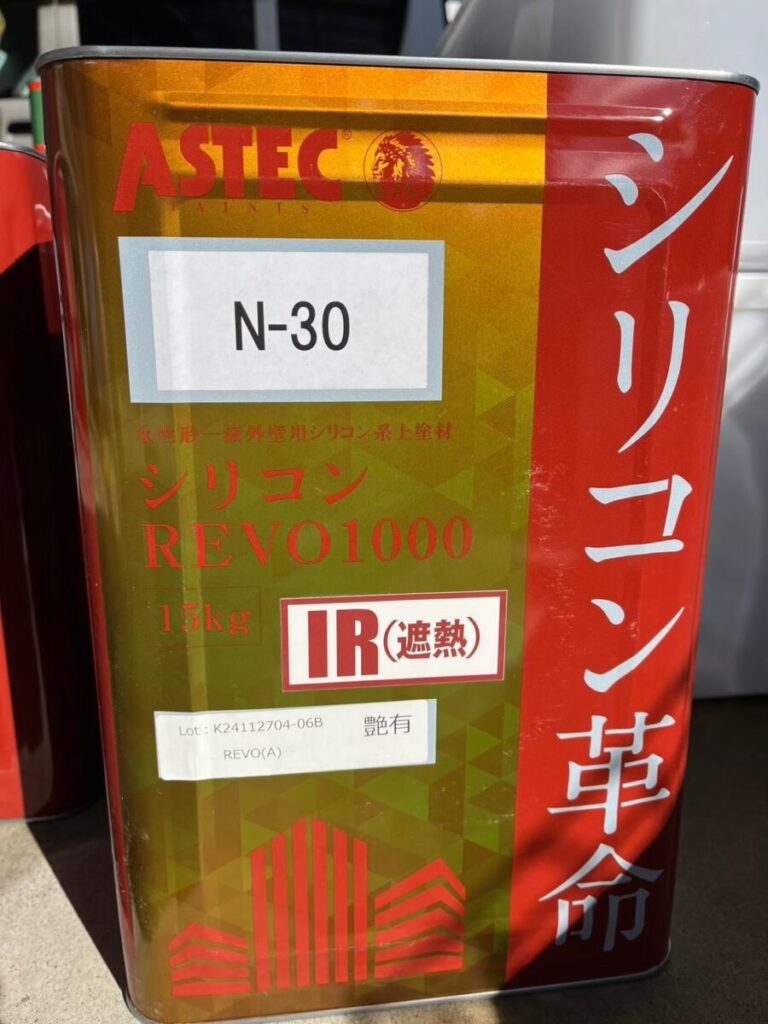 ASTEC®
PAINTS
N-30
水性形一液外壁用シリコン系上塗材
シリコン
REVO1000
15kg
IR(遮熱)
Lot : K24112704-06B
艶有
REVO(A)
シリコン革命